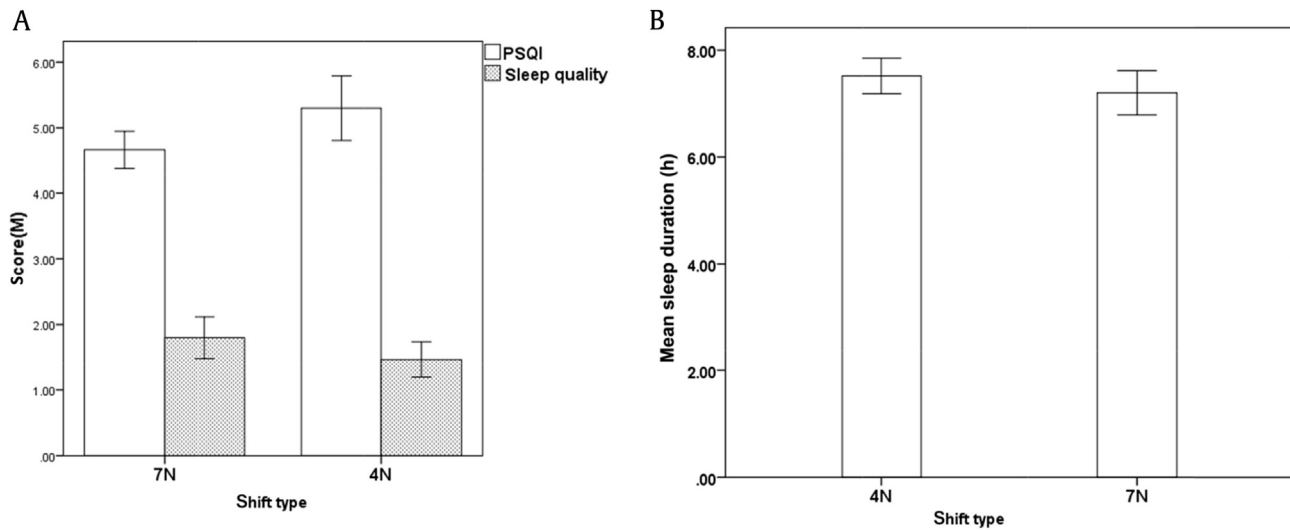 A
PSQI
Sleep quality
6.00
5.00
4.00
3.00
2.00
1.00
.00
Score(M)
7N 4N
Shift type
B
8.00
6.00
4.00
2.00
.00
Mean sleep duration (h)
4N 7N
Shift type